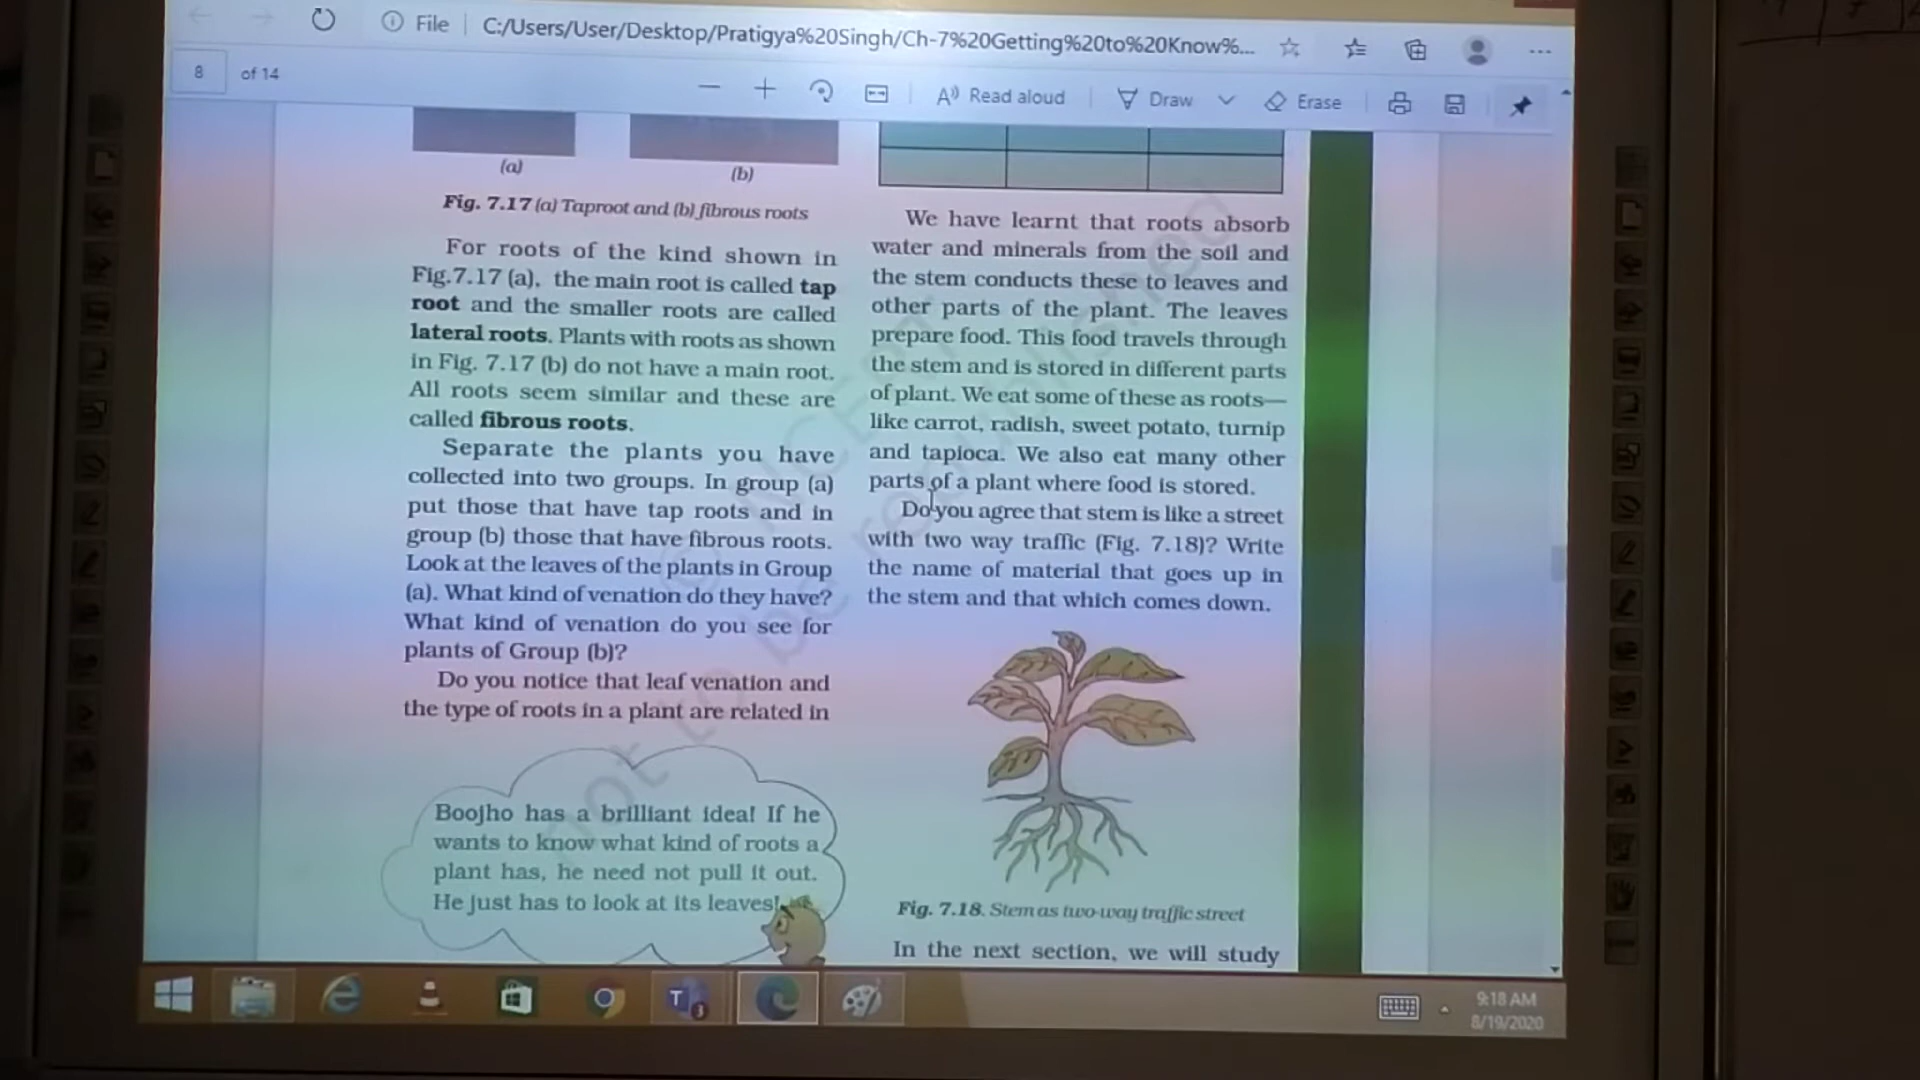 File
C:/Users/User/Desktop/Pratigya%20Singh/Ch-7%20Getting%20to%20Know%...
8
of 14
Read aloud
Draw
Erase
(a)
(b)
Fig. 7.17 (a) Taproot and (b) fibrous roots
For roots of the kind shown in
Fig.7.17 (a), the main root is called tap
root and the smaller roots are called
lateral roots. Plants with roots as shown
in Fig. 7.17 (b) do not have a main root.
All roots seem similar and these are
called fibrous roots.
Separate the plants you have
collected into two groups. In group (a)
put those that have tap roots and in
group (b) those that have fibrous roots.
Look at the leaves of the plants in Group
(a). What kind of venation do they have?
What kind of venation do you see for
plants of Group (b)?
Do you notice that leaf venation and
the type of roots in a plant are related in
Boojho has a brilliant idea! If he
wants to know what kind of roots a
plant has, he need not pull it out.
He just has to look at its leaves!
We have learnt that roots absorb
water and minerals from the soil and
the stem conducts these to leaves and
other parts of the plant. The leaves
prepare food. This food travels through
the stem and is stored in different parts
of plant. We eat some of these as roots—
like carrot, radish, sweet potato, turnip
and tapioca. We also eat many other
parts of a plant where food is stored.
Do you agree that stem is like a street
with two way traffic (Fig. 7.18)? Write
the name of material that goes up in
the stem and that which comes down.
Fig. 7.18. Stem as two-way traffic street
In the next section, we will study
© NCERT
not to be republished
9:18 AM
8/19/2020